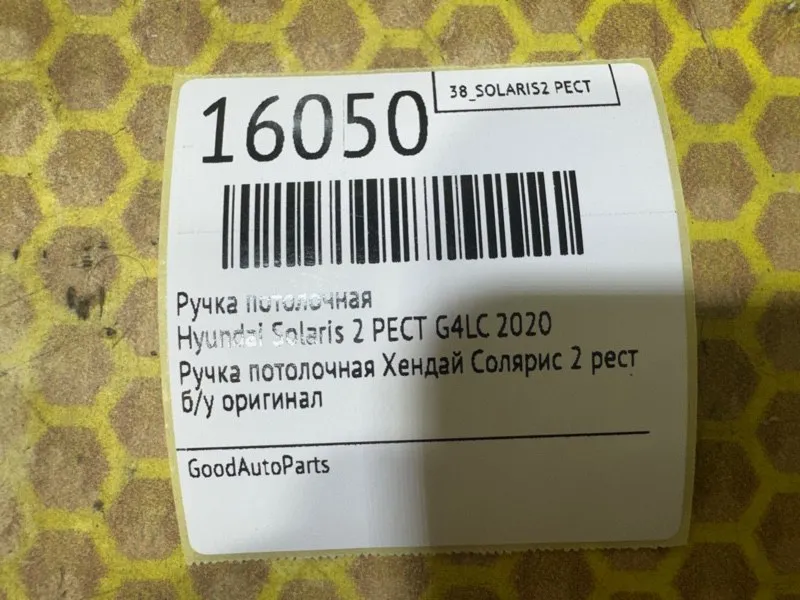 38_SOLARIS2 РЕСТ
16050
Ручка потолочная
Hyundai Solaris 2 РЕСТ G4LC 2020
Ручка потолочная Хендай Солярис 2 рест
б/у оригинал
GoodAutoParts